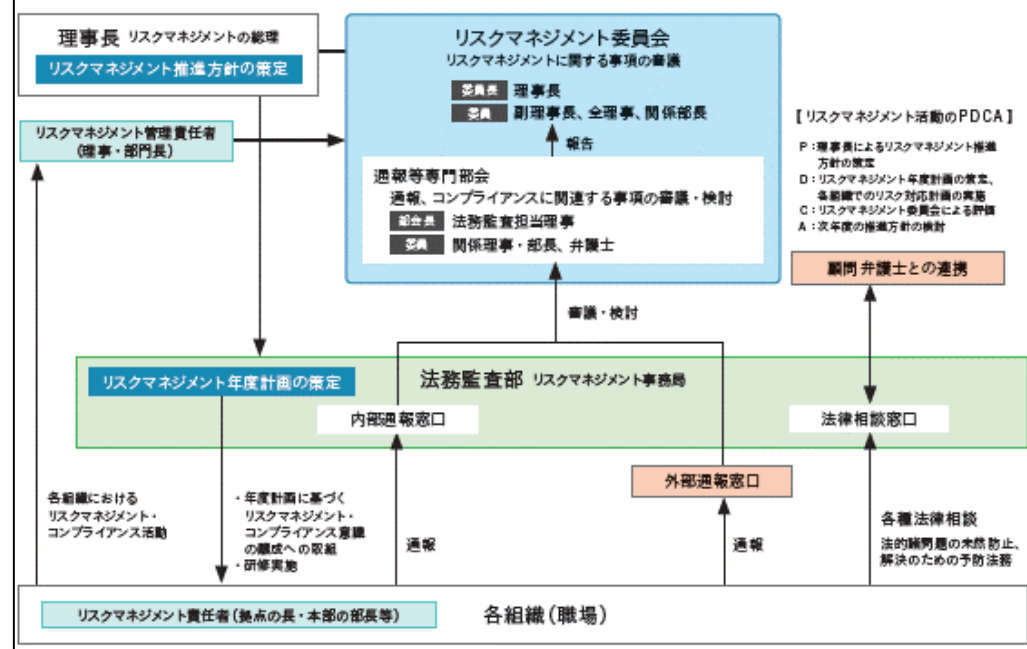 理事長 リスクマネジメントの総理
リスクマネジメント推進方針の策定
リスクマネジメント管理責任者
(理事・部門長)
リスクマネジメント委員会
リスクマネジメントに関する事項の審議
委員長 理事長
委員 副理事長、全理事、関係部長
報告
通報等専門部会
通報、コンプライアンスに関連する事項の審議・検討
部会長 法務監査担当理事
委員 関係理事・部長、弁護士
[リスクマネジメント活動のPDCA]
P:理事長によるリスクマネジメント推進
方針の策定
D:リスクマネジメント年度計画の策定、
各組織でのリスク対応計画の実施
C:リスクマネジメント委員会による評価
A:次年度の推進方針の検討
顧問弁護士との連携
審議・検討
リスクマネジメント年度計画の策定
法務監査部 リスクマネジメント事務局
内部通報窓口
法律相談窓口
外部通報窓口
各組織における
リスクマネジメント・
コンプライアンス活動
・年度計画に基づく
リスクマネジメント・
コンプライアンス意識
の醸成への取組
・研修実施
通報
通報
各種法律相談
法的諸問題の未然防止、
解決のための予防法務
リスクマネジメント責任者(拠点の長・本部の部長等)
各組織(職場)